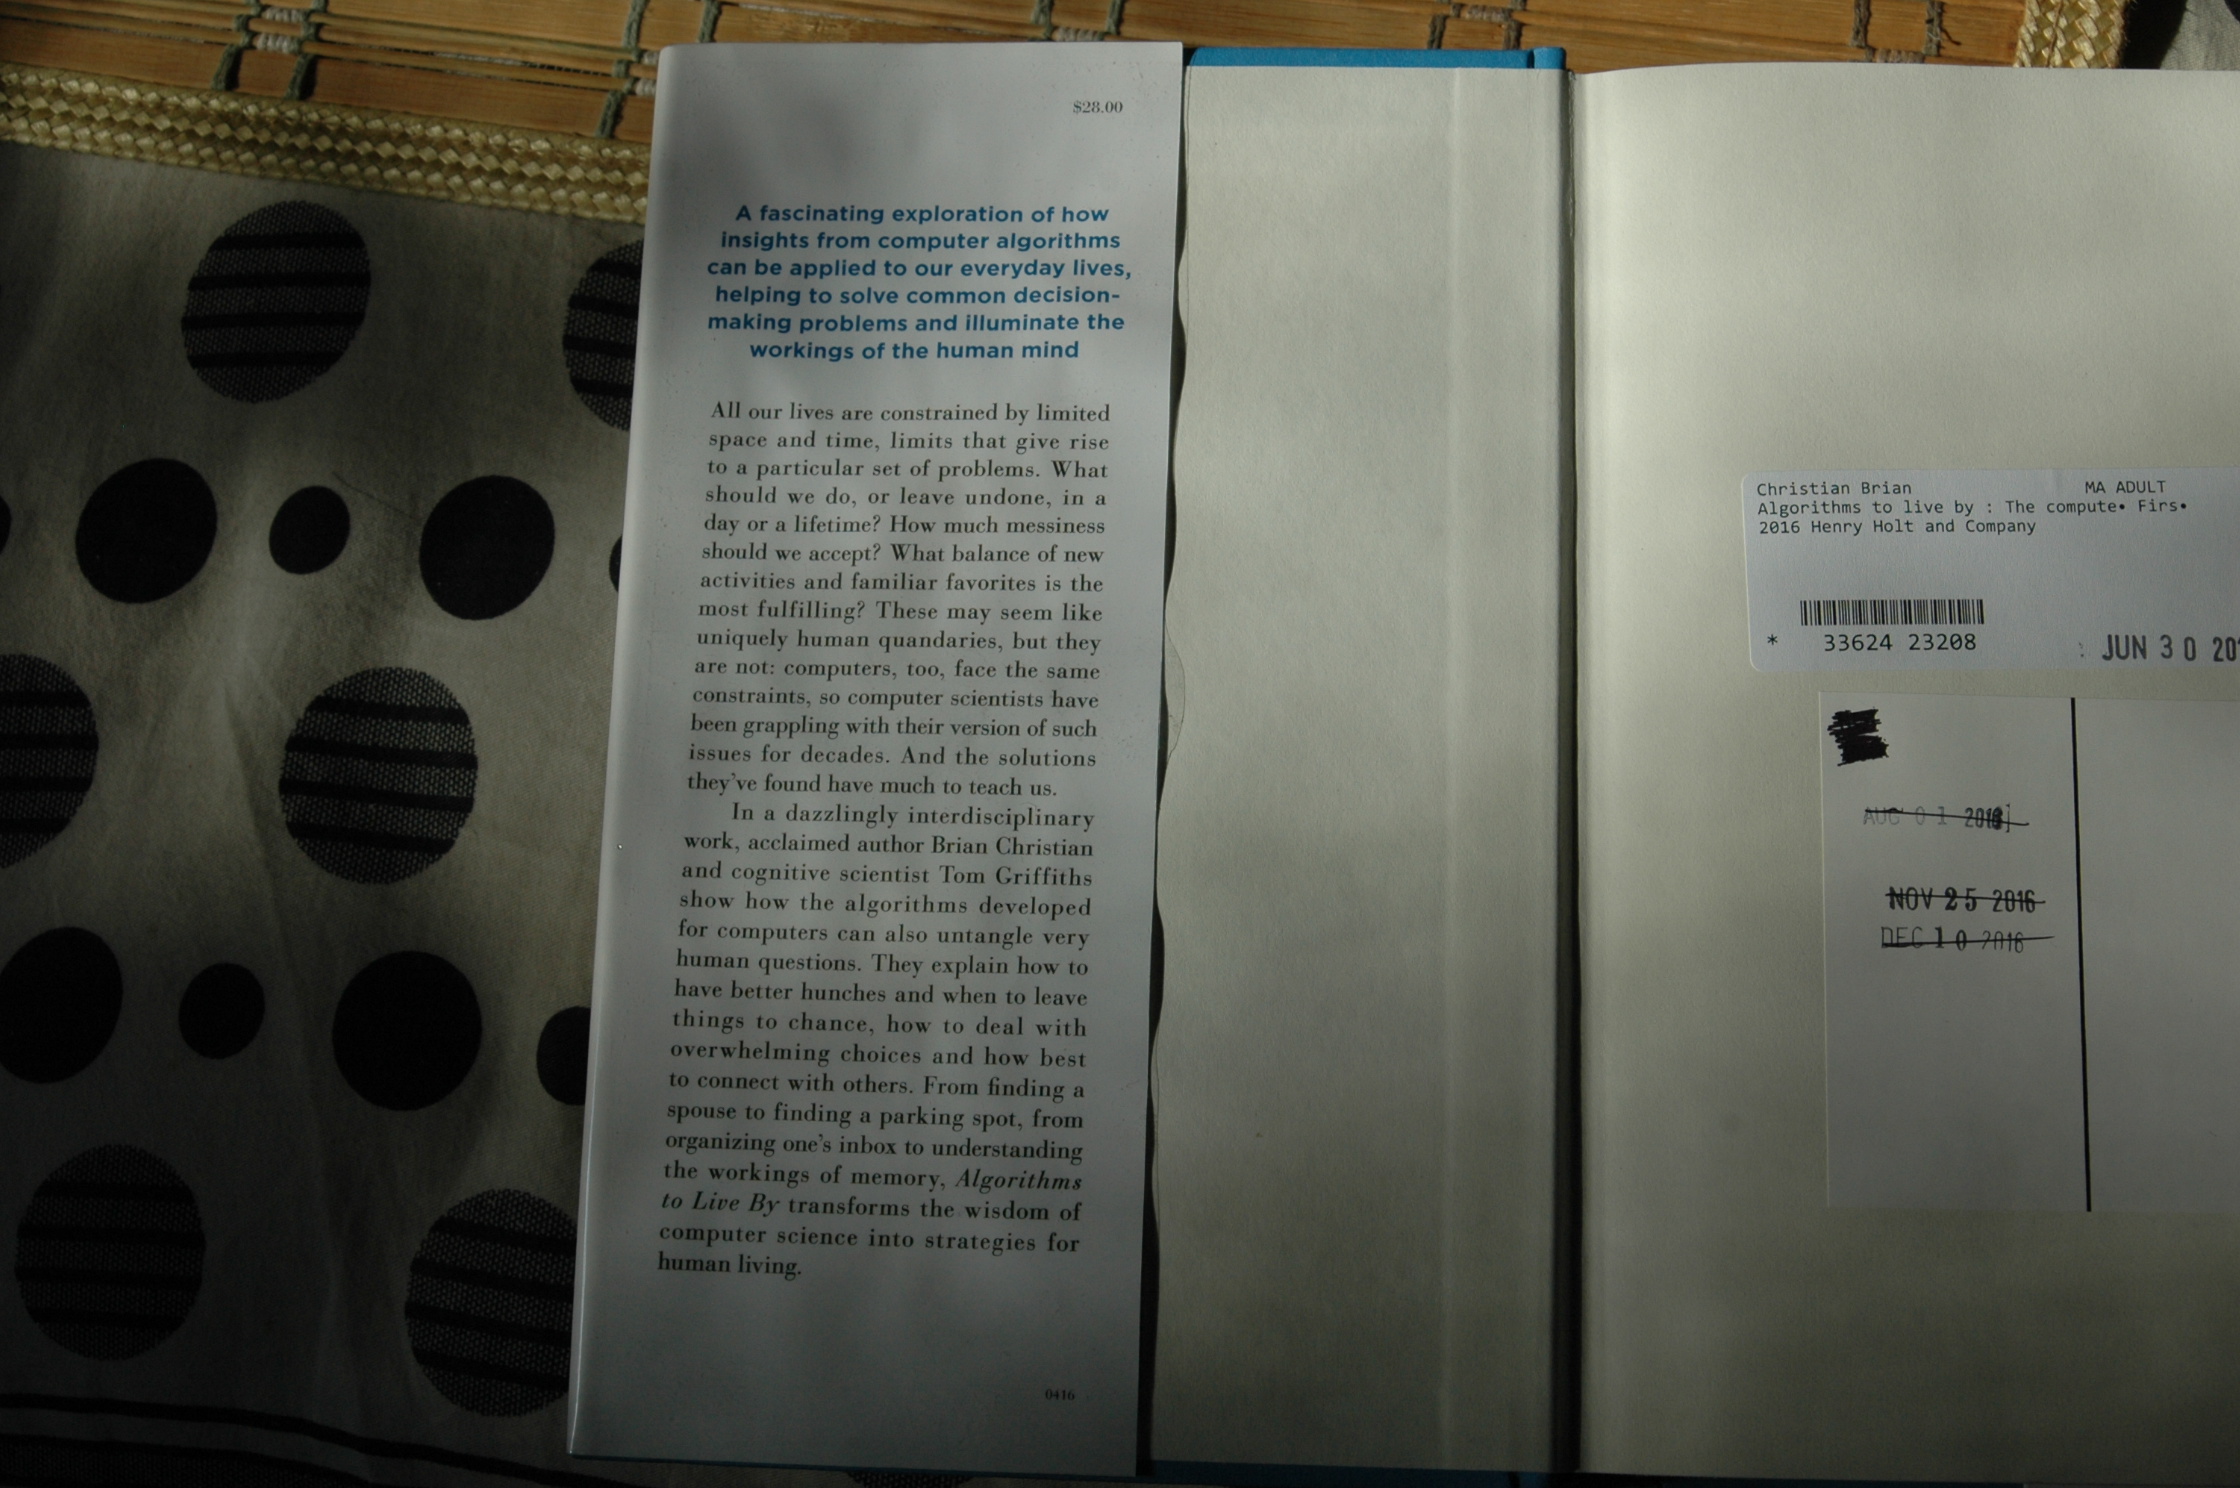 $28.00
A fascinating exploration of how
insights from computer algorithms
can be applied to our everyday lives,
helping to solve common decision-
making problems and illuminate the
workings of the human mind
All our lives are constrained by limited
space and time, limits that give rise
to a particular set of problems. What
should we do, or leave undone, in a
day or a lifetime? How much messiness
should we accept? What balance of new
activities and familiar favorites is the
most fulfilling? These may seem like
uniquely human quandaries, but they
are not: computers, too, face the same
constraints, so computer scientists have
been grappling with their version of such
issues for decades. And the solutions
they've found have much to teach us.
In a dazzlingly interdisciplinary
work, acclaimed author Brian Christian
and cognitive scientist Tom Griffiths
show how the algorithms developed
for computers can also untangle very
human questions. They explain how to
have better hunches and when to leave
things to chance, how to deal with
overwhelming choices and how best
to connect with others. From finding a
spouse to finding a parking spot, from
organizing one's inbox to understanding
the workings of memory, Algorithms
to Live By transforms the wisdom of
computer science into strategies for
human living.
0416
Christian Brian MA ADULT
Algorithms to live by : The compute• Firs•
2016 Henry Holt and Company
* 33624 23208 : JUN 30 20
AUG 01
NOV 25 2016
DEC 10 2016